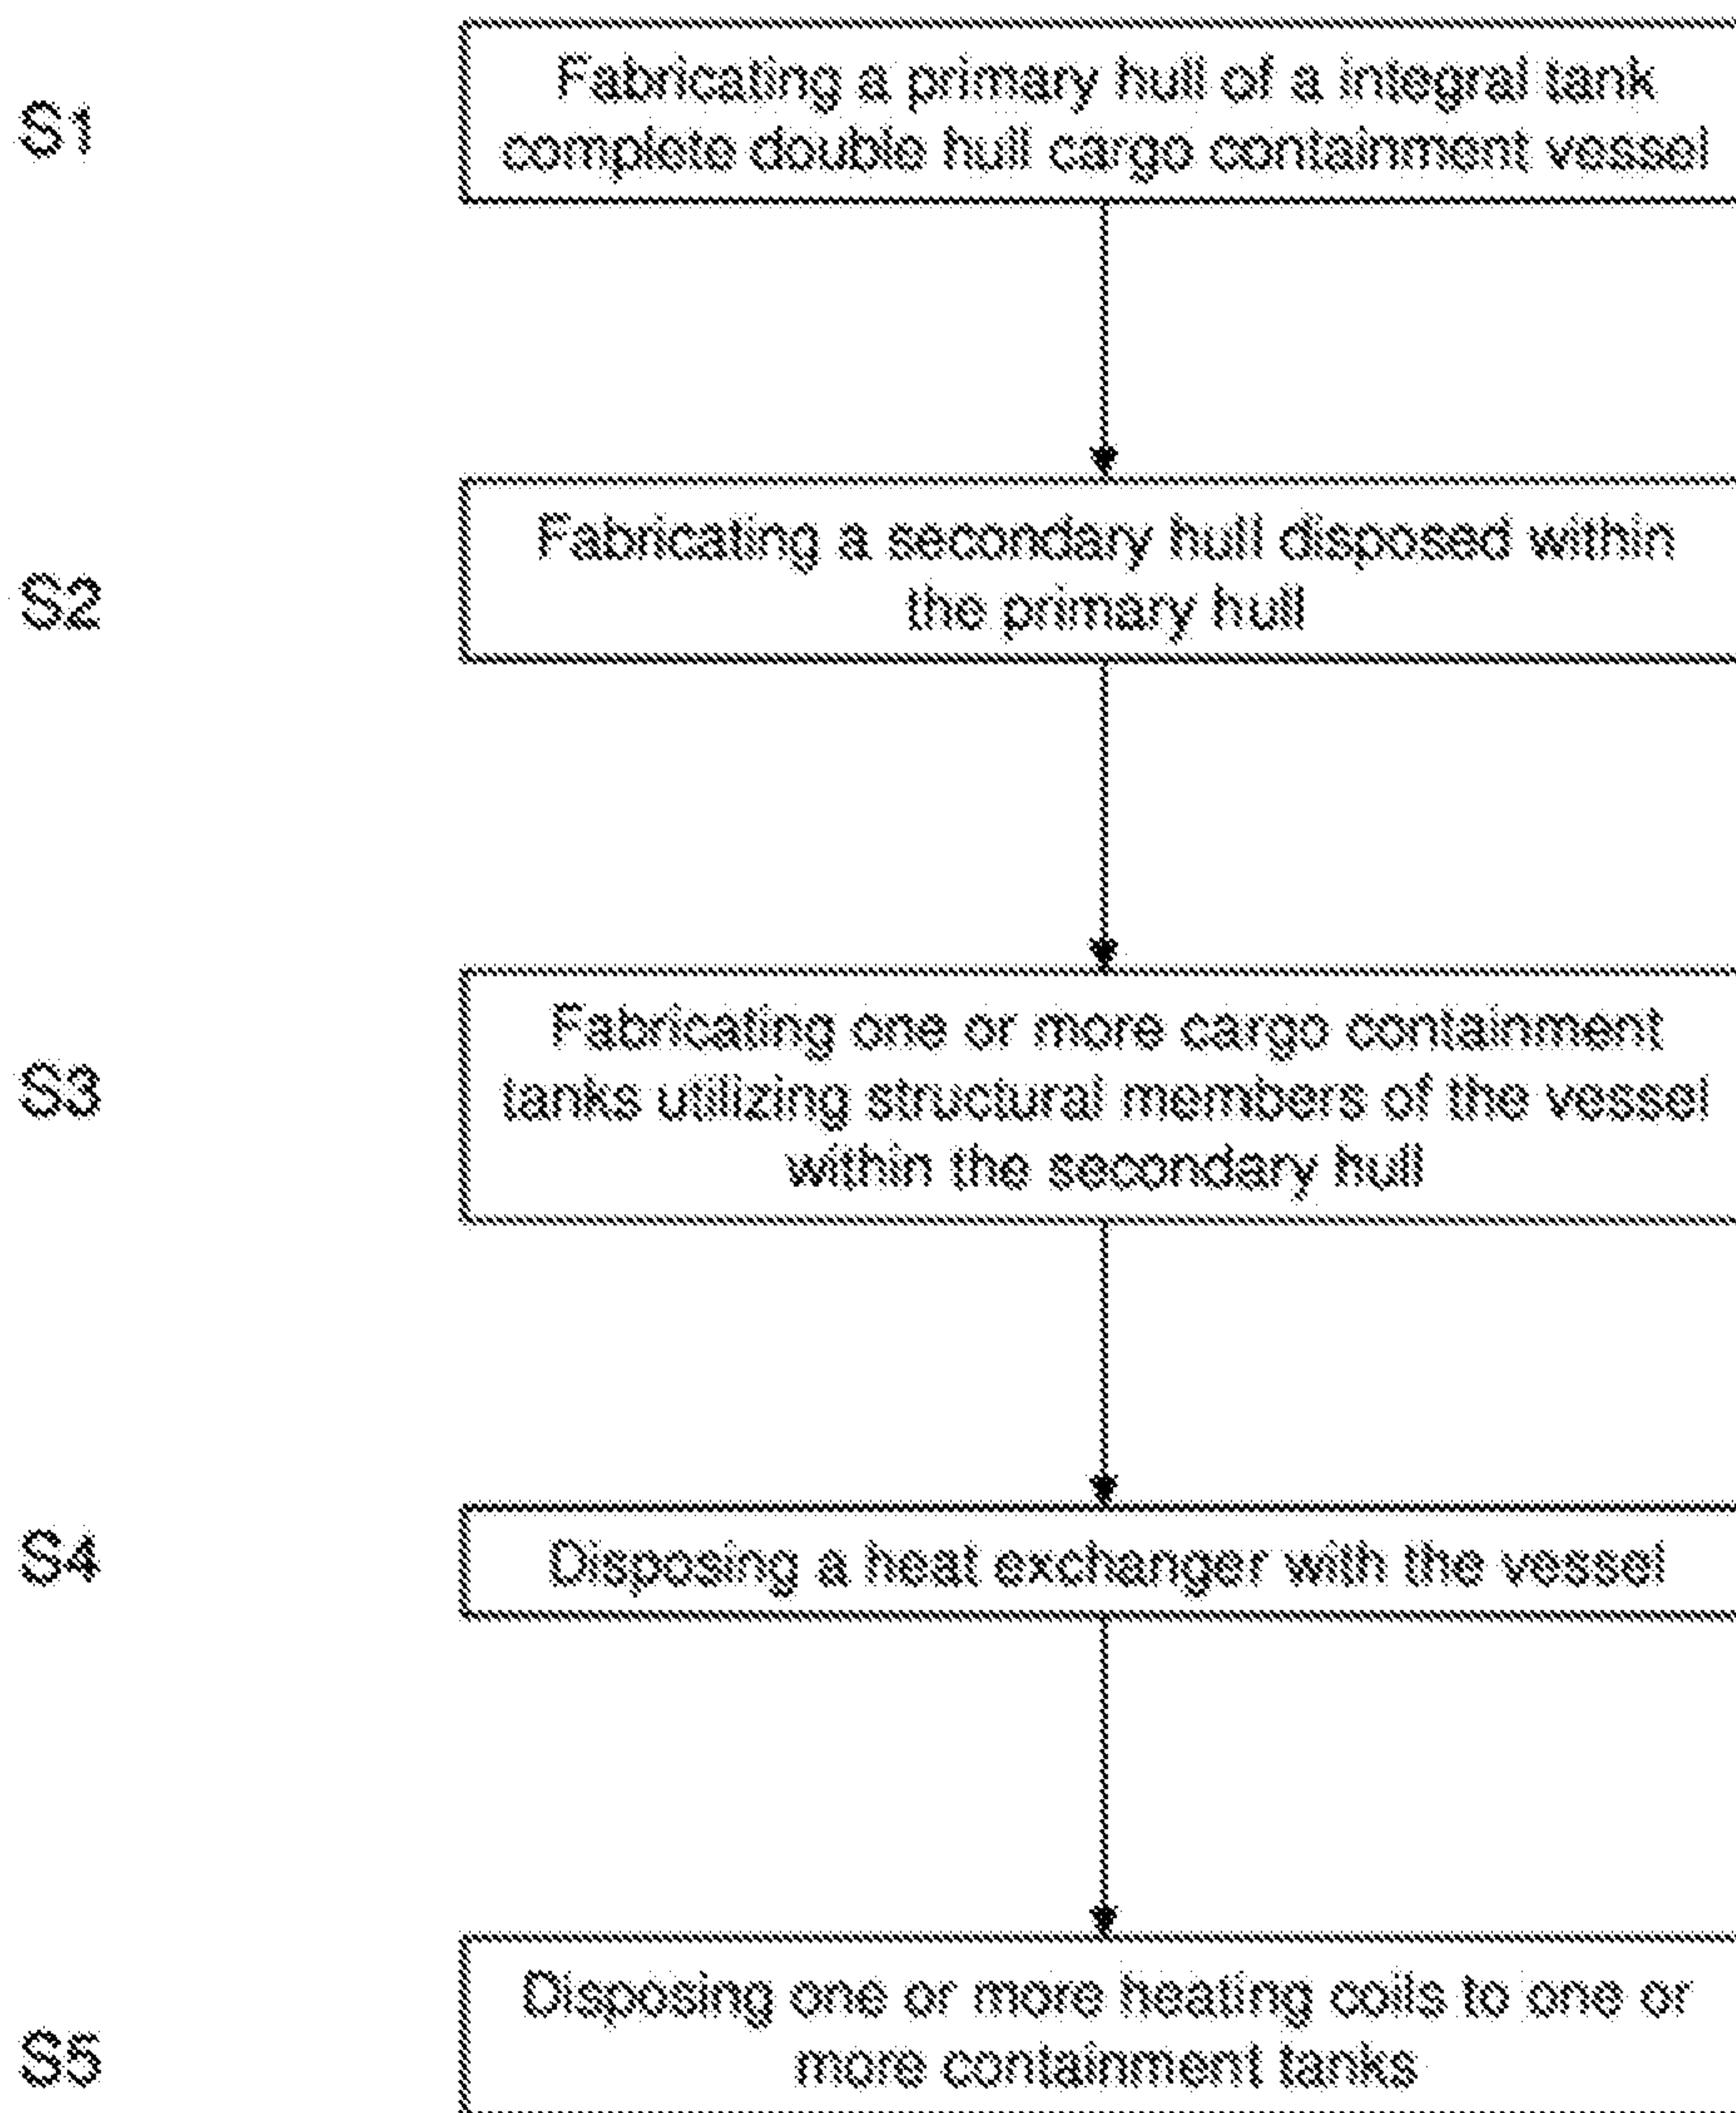 S1
Fabricating a primary hull of a integral tank
complete double hull cargo containment vessel
S2
Fabricating a secondary hull disposed within
the primary hull
S3
Fabricating one or more cargo containment
tanks utilizing structural members of the vessel
within the secondary hull
S4
Disposing a heat exchanger with the vessel
S5
Disposing one or more heating coils to one or
more containment tanks